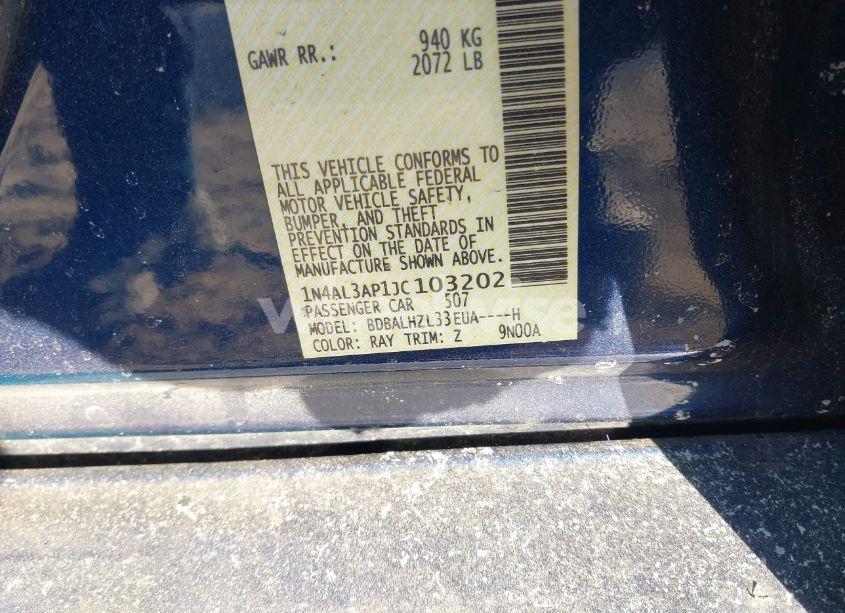 GAWR RR.: 940 KG
2072 LB
THIS VEHICLE CONFORMS TO
ALL APPLICABLE FEDERAL
MOTOR VEHICLE SAFETY,
BUMPER, AND THEFT
PREVENTION STANDARDS IN
EFFECT ON THE DATE OF
MANUFACTURE SHOWN ABOVE.
1N4AL3AP1JC103202
PASSENGER CAR 507
MODEL: BDBALHZL33EUA----H
COLOR: RAY TRIM: Z 9N00A